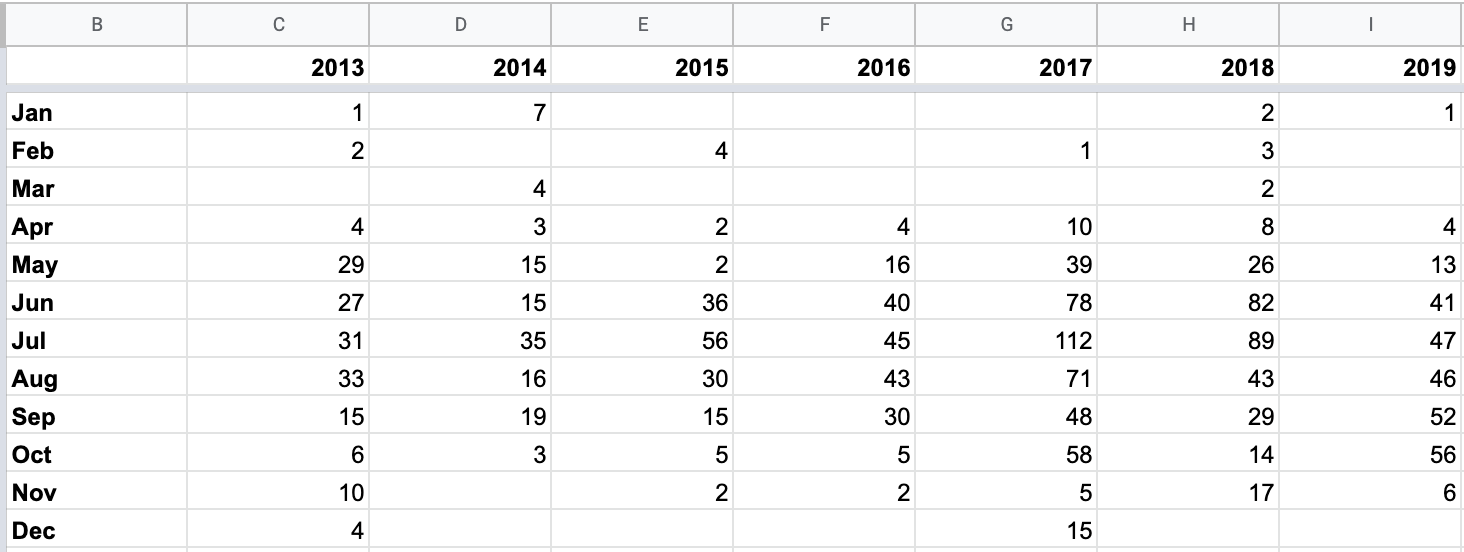 B C D E F G H I
2013 2014 2015 2016 2017 2018 2019
Jan 1 7 2 1
Feb 2 4 1 3
Mar 4 2
Apr 4 3 2 4 10 8 4
May 29 15 2 16 39 26 13
Jun 27 15 36 40 78 82 41
Jul 31 35 56 45 112 89 47
Aug 33 16 30 43 71 43 46
Sep 15 19 15 30 48 29 52
Oct 6 3 5 5 58 14 56
Nov 10 2 2 5 17 6
Dec 4 15